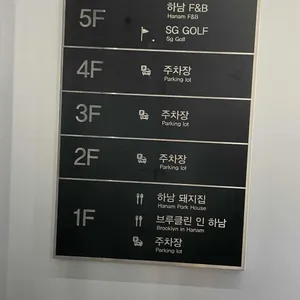 5F
하남 F&B
Hanam F&B
SG GOLF
Sg Golf
4F
주차장
Parking lot
3F
주차장
Parking lot
2F
주차장
Parking lot
1F
하남 돼지집
Hanam Pork House
브루클린 인 하남
Brooklyn in Hanam
주차장
Parking lot